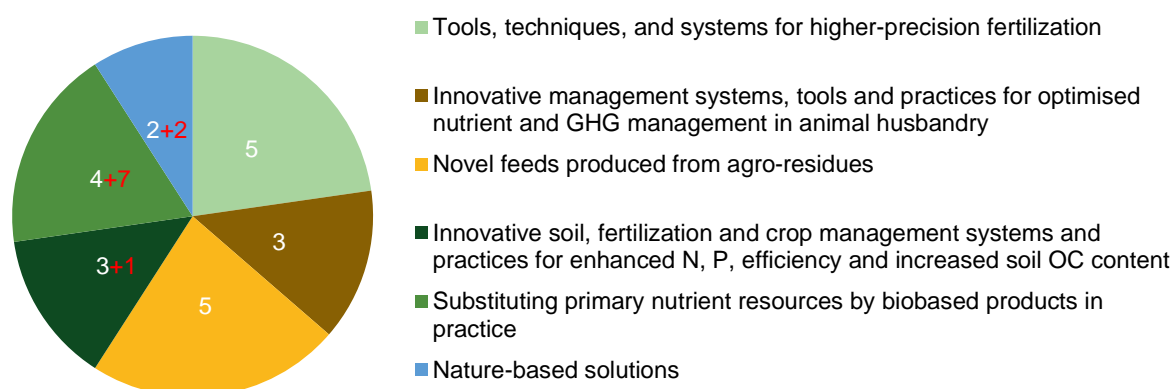 Tools, techniques, and systems for higher-precision fertilization
Innovative management systems, tools and practices for optimised
nutrient and GHG management in animal husbandry
Novel feeds produced from agro-residues
Innovative soil, fertilization and crop management systems and
practices for enhanced N, P, efficiency and increased soil OC content
Substituting primary nutrient resources by biobased products in
practice
Nature-based solutions
2+2
5
4+7
3
3+1
5